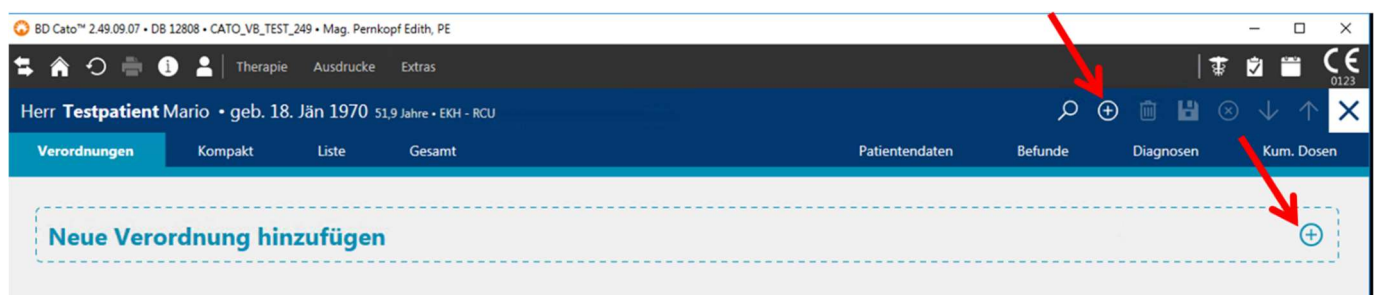 BD Cato™ 2.49.09.07 • DB 12808 • CATO_VB_TEST_249 • Mag. Pernkopf Edith, PE
Therapie Ausdrucke Extras
CE 0123
Herr Testpatient Mario • geb. 18. Jän 1970 51,9 Jahre • EKH - RCU
Verordnungen Kompakt Liste Gesamt Patientendaten Befunde Diagnosen Kum. Dosen
Neue Verordnung hinzufügen